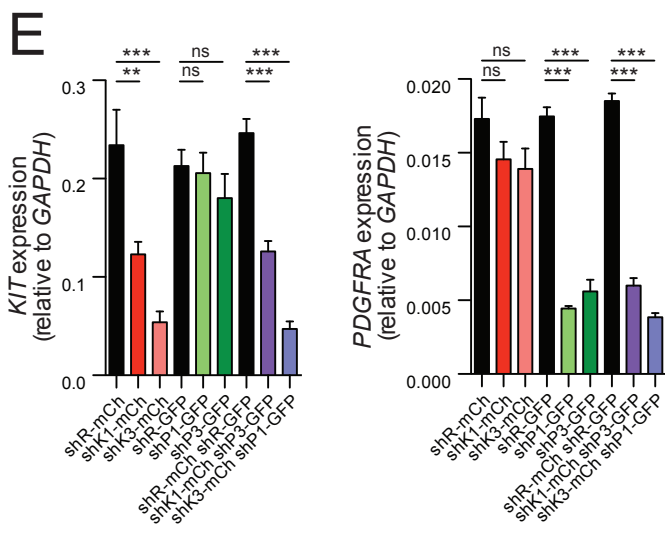 E
*** ns ***
** ns ***
KIT expression
(relative to GAPDH)
0.3
0.2
0.1
0.0
shR-mCh
shK1-mCh
shK3-mCh
shR-GFP
shP1-GFP
shP3-GFP
shR-mCh shR-GFP
shK1-mCh shP3-GFP
shK3-mCh shP1-GFP
ns *** ***
ns *** ***
PDGFRA expression
(relative to GAPDH)
0.020
0.015
0.010
0.005
0.000
shR-mCh
shK1-mCh
shK3-mCh
shR-GFP
shP1-GFP
shP3-GFP
shR-mCh shR-GFP
shK1-mCh shP3-GFP
shK3-mCh shP1-GFP